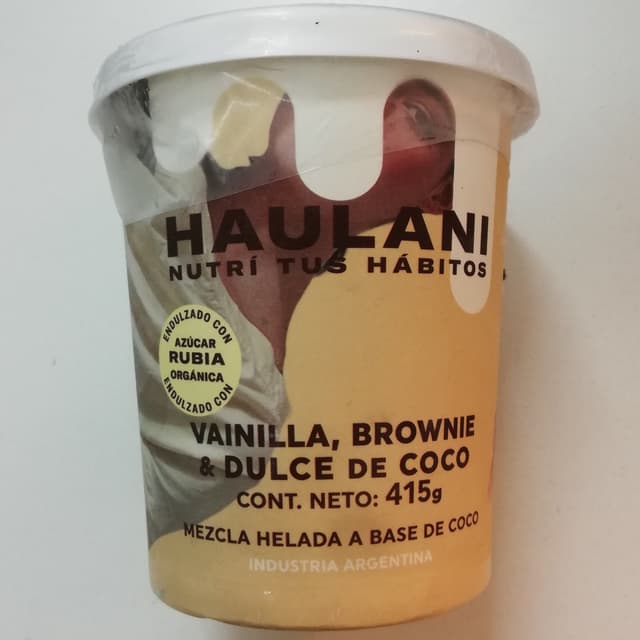 HAULANI
NUTRÍ TUS HÁBITOS
ENDULZADO CON
AZÚCAR
RUBIA
ORGÁNICA
ENDULZADO CON
VAINILLA, BROWNIE
& DULCE DE COCO
CONT. NETO: 415g
MEZCLA HELADA A BASE DE COCO
INDUSTRIA ARGENTINA